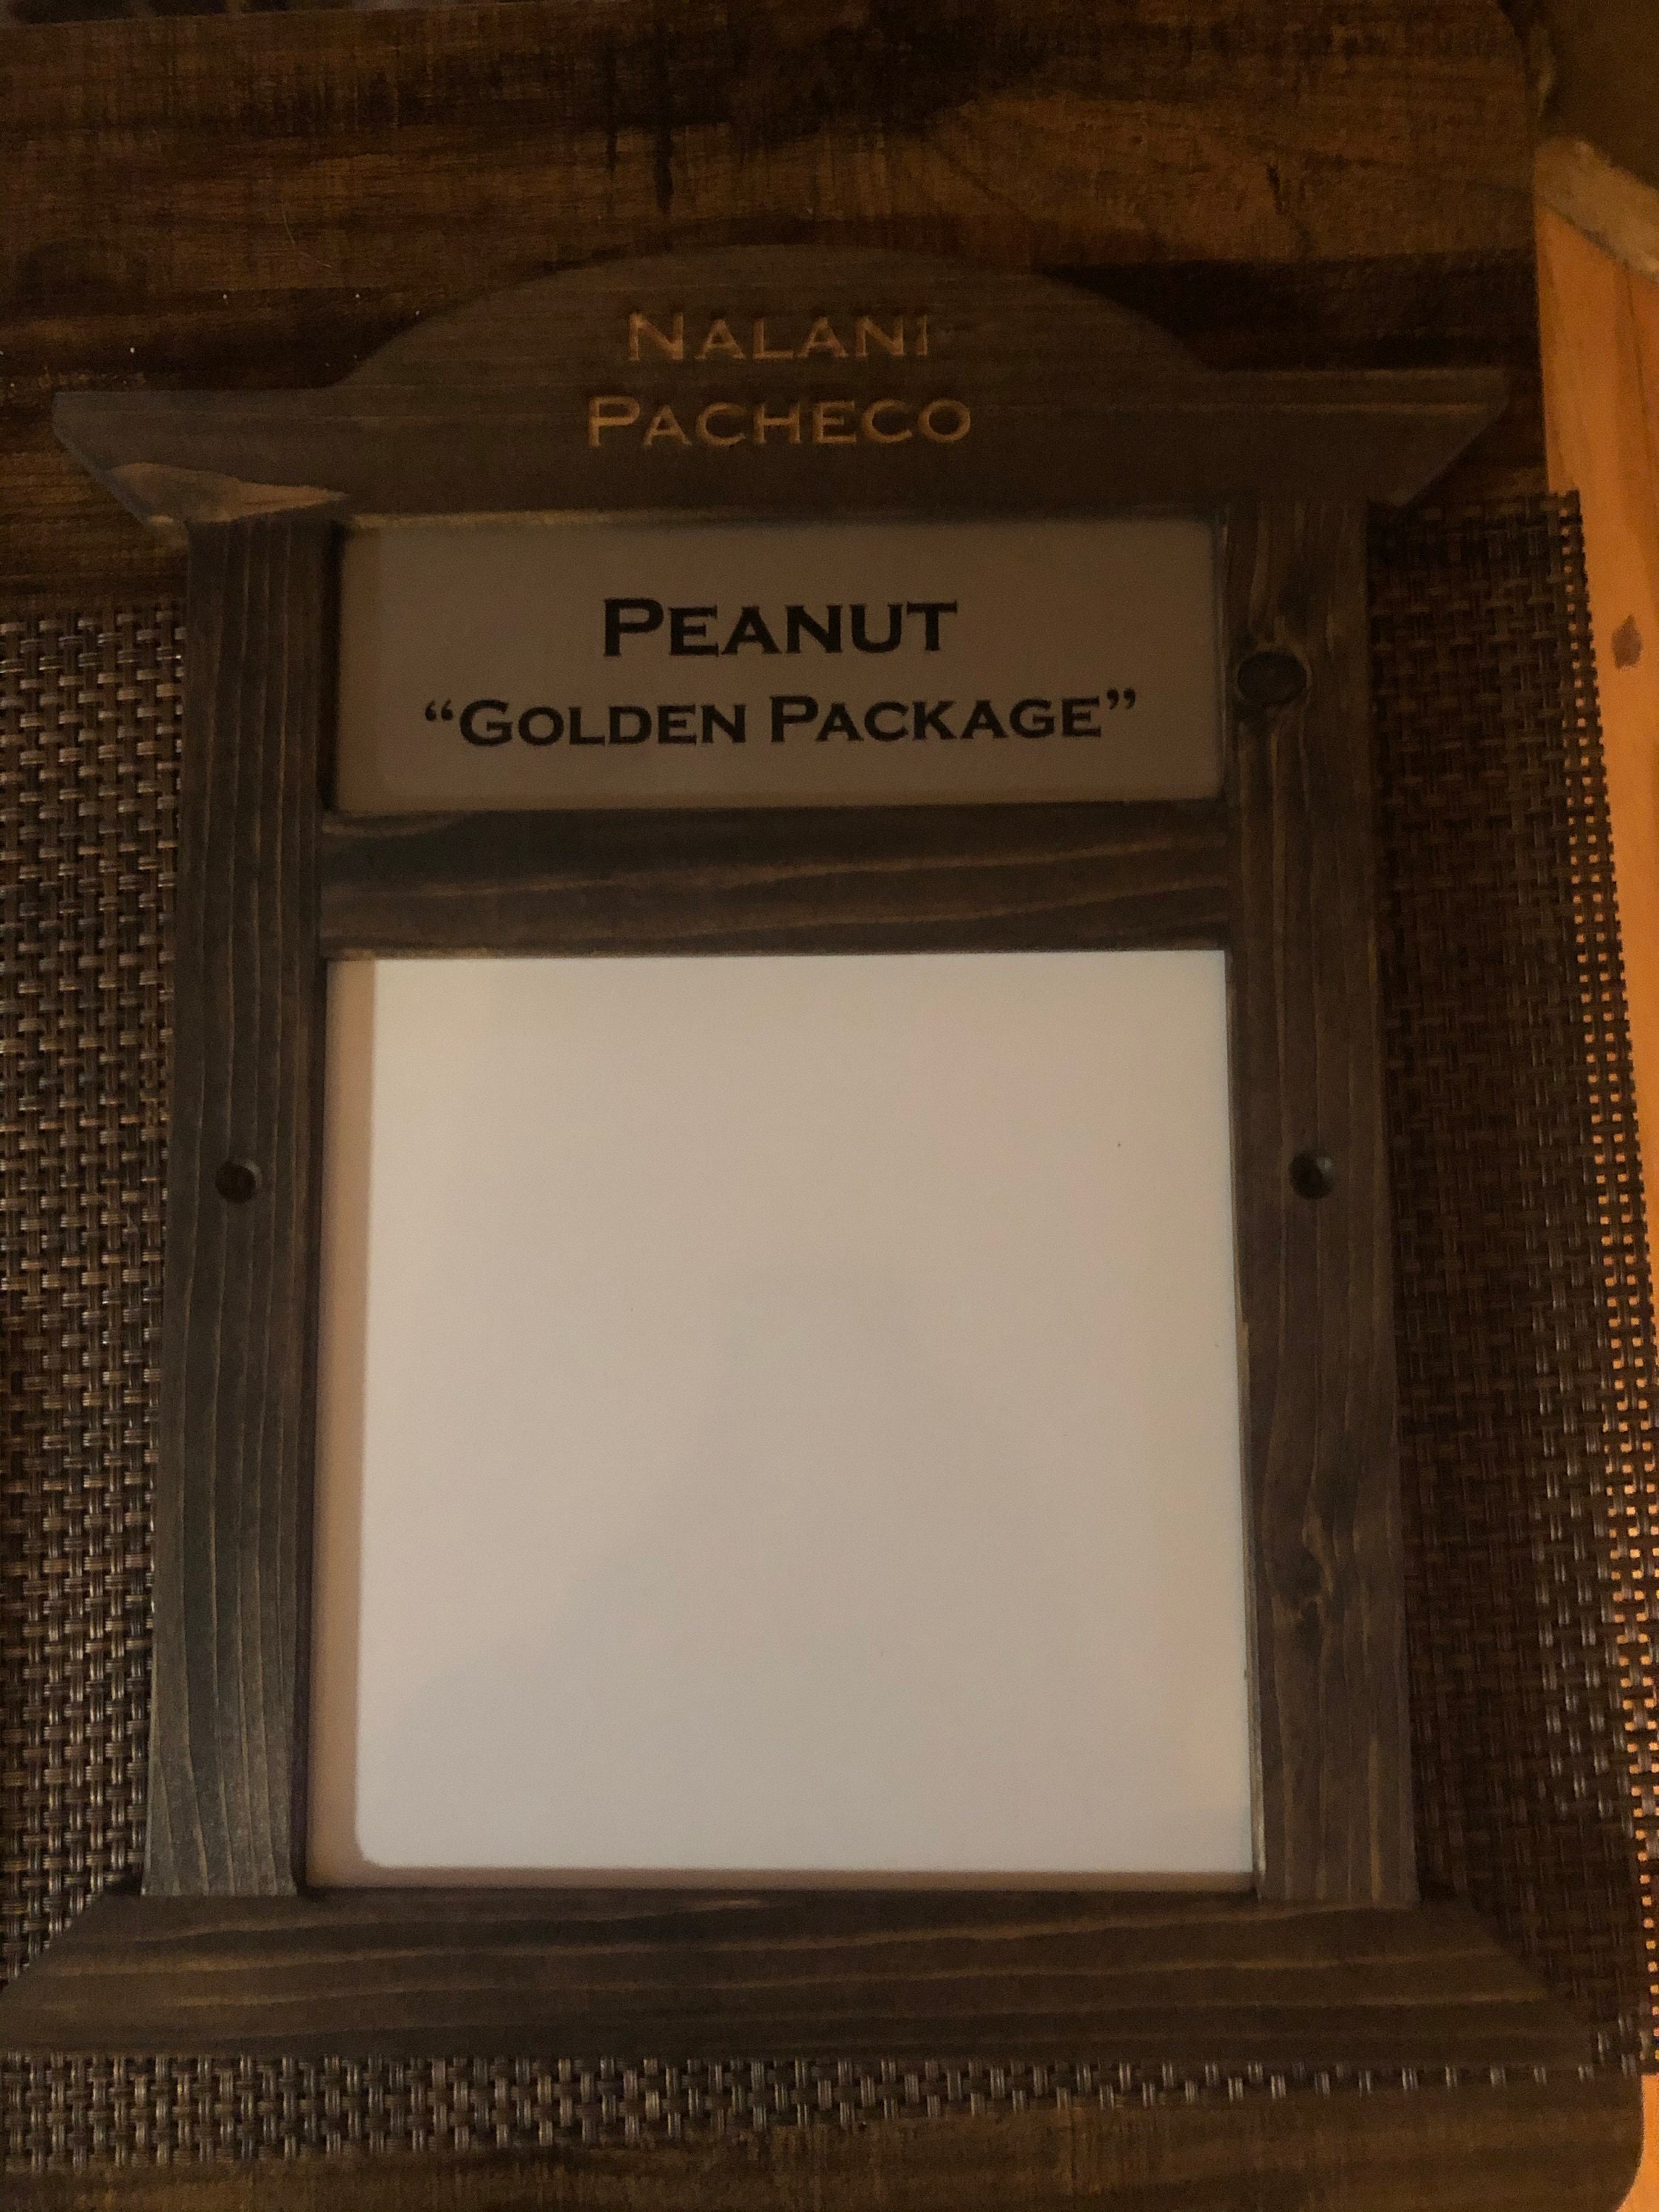 NALANI
PACHECO
PEANUT
“GOLDEN PACKAGE”